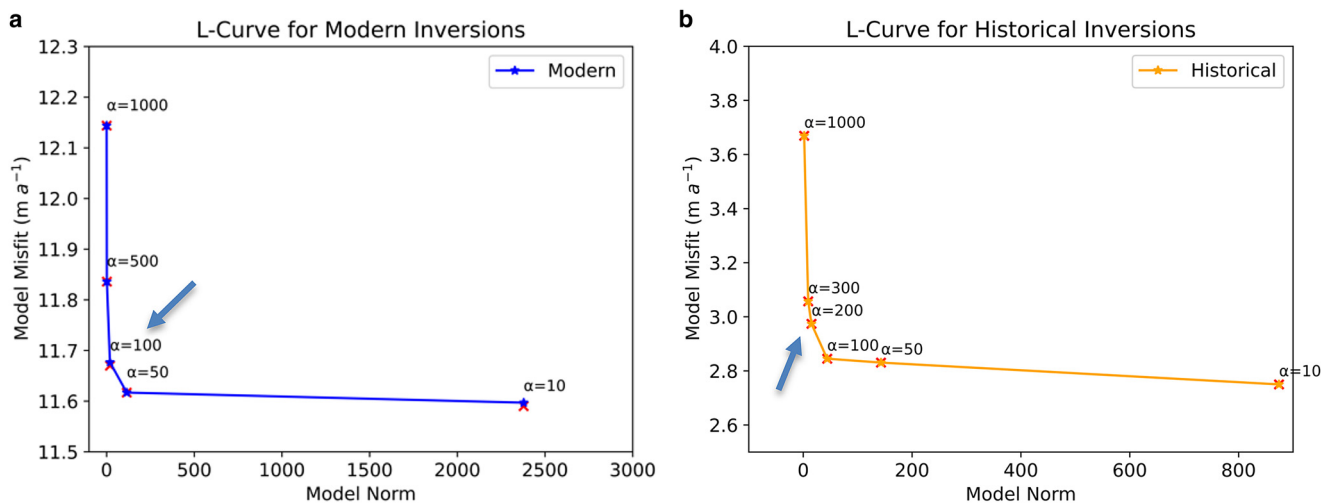 a
L-Curve for Modern Inversions
Modern
α=1000
α=500
α=100
α=50
α=10
12.3
12.2
12.1
12.0
11.9
11.8
11.7
11.6
11.5
Model Misfit (m a⁻¹)
0 500 1000 1500 2000 2500 3000
Model Norm
b
L-Curve for Historical Inversions
Historical
α=1000
α=300
α=200
α=100
α=50
α=10
4.0
3.8
3.6
3.4
3.2
3.0
2.8
2.6
Model Misfit (m a⁻¹)
0 200 400 600 800
Model Norm